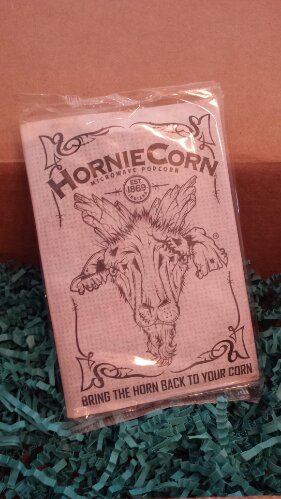 HORNIECORN
MICROWAVE POPCORN
EST
1869
BRING THE HORN BACK TO YOUR CORN